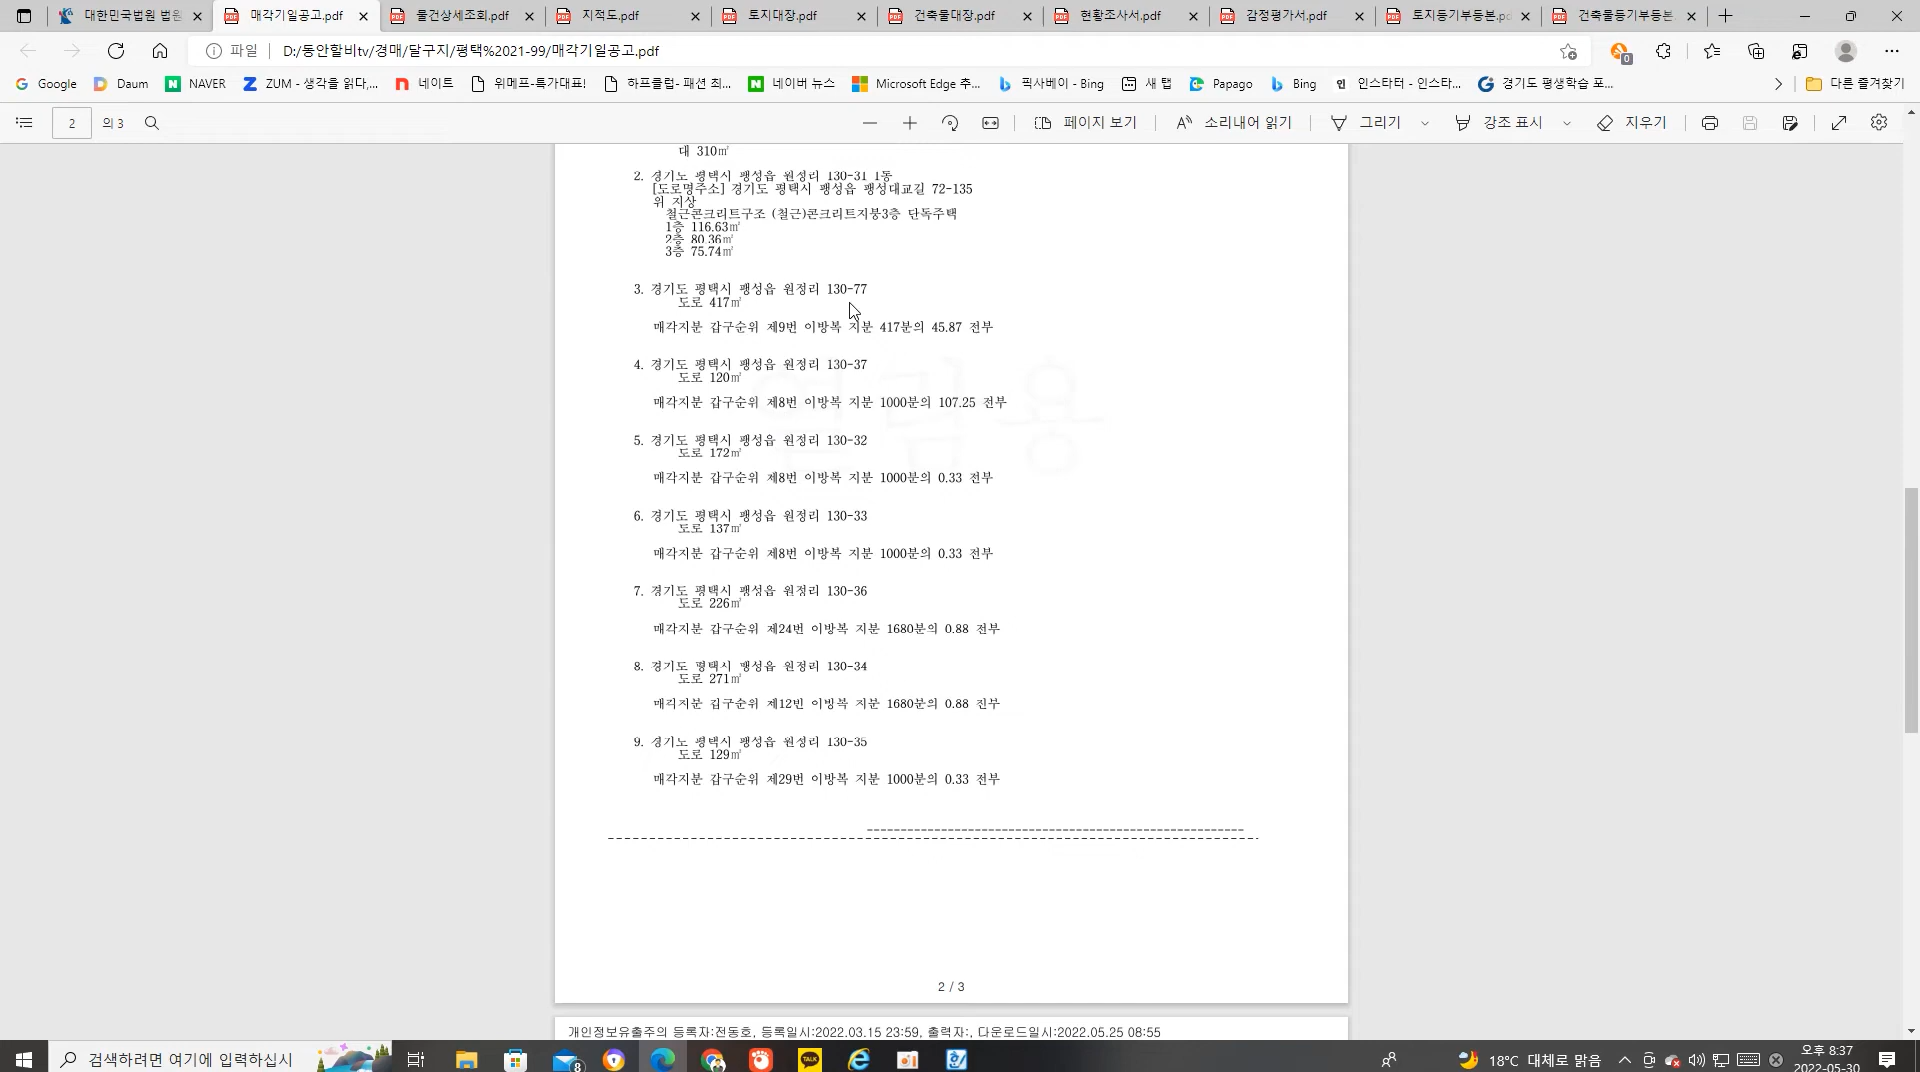 대한민국법원 법원
매각기일공고.pdf
물건상세조회.pdf
지적도.pdf
토지대장.pdf
건축물대장.pdf
현황조사서.pdf
감정평가서.pdf
토지등기부등본.pd
건축물등기부등본.
파일 D:/동안할비tv/경매/달구지/평택%2021-99/매각기일공고.pdf
0
Google
Daum
NAVER
ZUM - 생각을 읽다,...
네이트
위메프-특가대표!
하프클럽- 패션 최...
네이버 뉴스
Microsoft Edge 추...
픽사베이 - Bing
새 탭
Papago
Bing
인스타터 - 인스타...
경기도 평생학습 포...
다른 즐겨찾기
2 의 3
페이지 보기
소리내어 읽기
그리기
강조 표시
지우기
대 310㎡
2. 경기도 평택시 팽성읍 원정리 130-31 1동
[도로명주소] 경기도 평택시 팽성읍 팽성대교길 72-135
위 지상
철근콘크리트구조 (철근)콘크리트지붕3층 단독주택
1층 116.63㎡
2층 80.36㎡
3층 75.74㎡
3. 경기도 평택시 팽성읍 원정리 130-77
도로 417㎡
매각지분 갑구순위 제9번 이방복 지분 417분의 45.87 전부
4. 경기도 평택시 팽성읍 원정리 130-37
도로 120㎡
매각지분 갑구순위 제8번 이방복 지분 1000분의 107.25 전부
5. 경기도 평택시 팽성읍 원정리 130-32
도로 172㎡
매각지분 갑구순위 제8번 이방복 지분 1000분의 0.33 전부
6. 경기도 평택시 팽성읍 원정리 130-33
도로 137㎡
매각지분 갑구순위 제8번 이방복 지분 1000분의 0.33 전부
7. 경기도 평택시 팽성읍 원정리 130-36
도로 226㎡
매각지분 갑구순위 제24번 이방복 지분 1680분의 0.88 전부
8. 경기도 평택시 팽성읍 원정리 130-34
도로 271㎡
매각지분 갑구순위 제12번 이방복 지분 1680분의 0.88 전부
9. 경기도 평택시 팽성읍 원정리 130-35
도로 129㎡
매각지분 갑구순위 제29번 이방복 지분 1000분의 0.33 전부
열람용
2 / 3
개인정보유출주의 등록자:전동호, 등록일시:2022.03.15 23:59, 출력자:, 다운로드일시:2022.05.25 08:55
검색하려면 여기에 입력하십시
8
TALK
18℃ 대체로 맑음
오후 8:37
2022-05-30